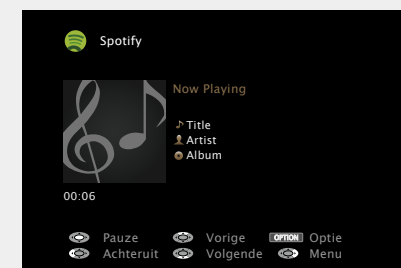 Spotify
Now Playing
Title
Artist
Album
00:06
Pauze Vorige OPTION Optie
Achteruit Volgende Menu